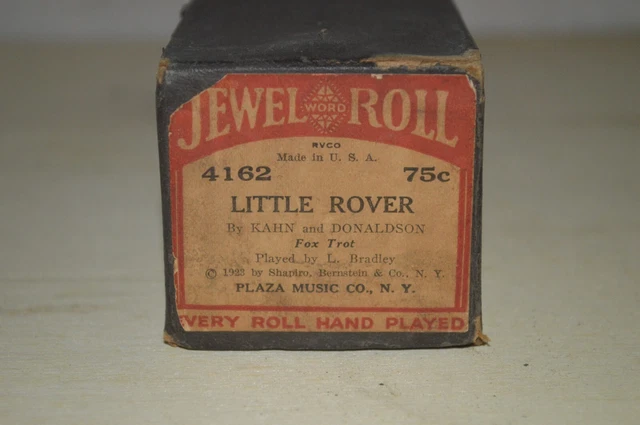 JEWEL WORD ROLL
RVCO
Made in U. S. A.
4162 75c
LITTLE ROVER
By KAHN and DONALDSON
Fox Trot
Played by L. Bradley
© 1923 by Shapiro, Bernstein & Co., N. Y.
PLAZA MUSIC CO., N. Y.
EVERY ROLL HAND PLAYED